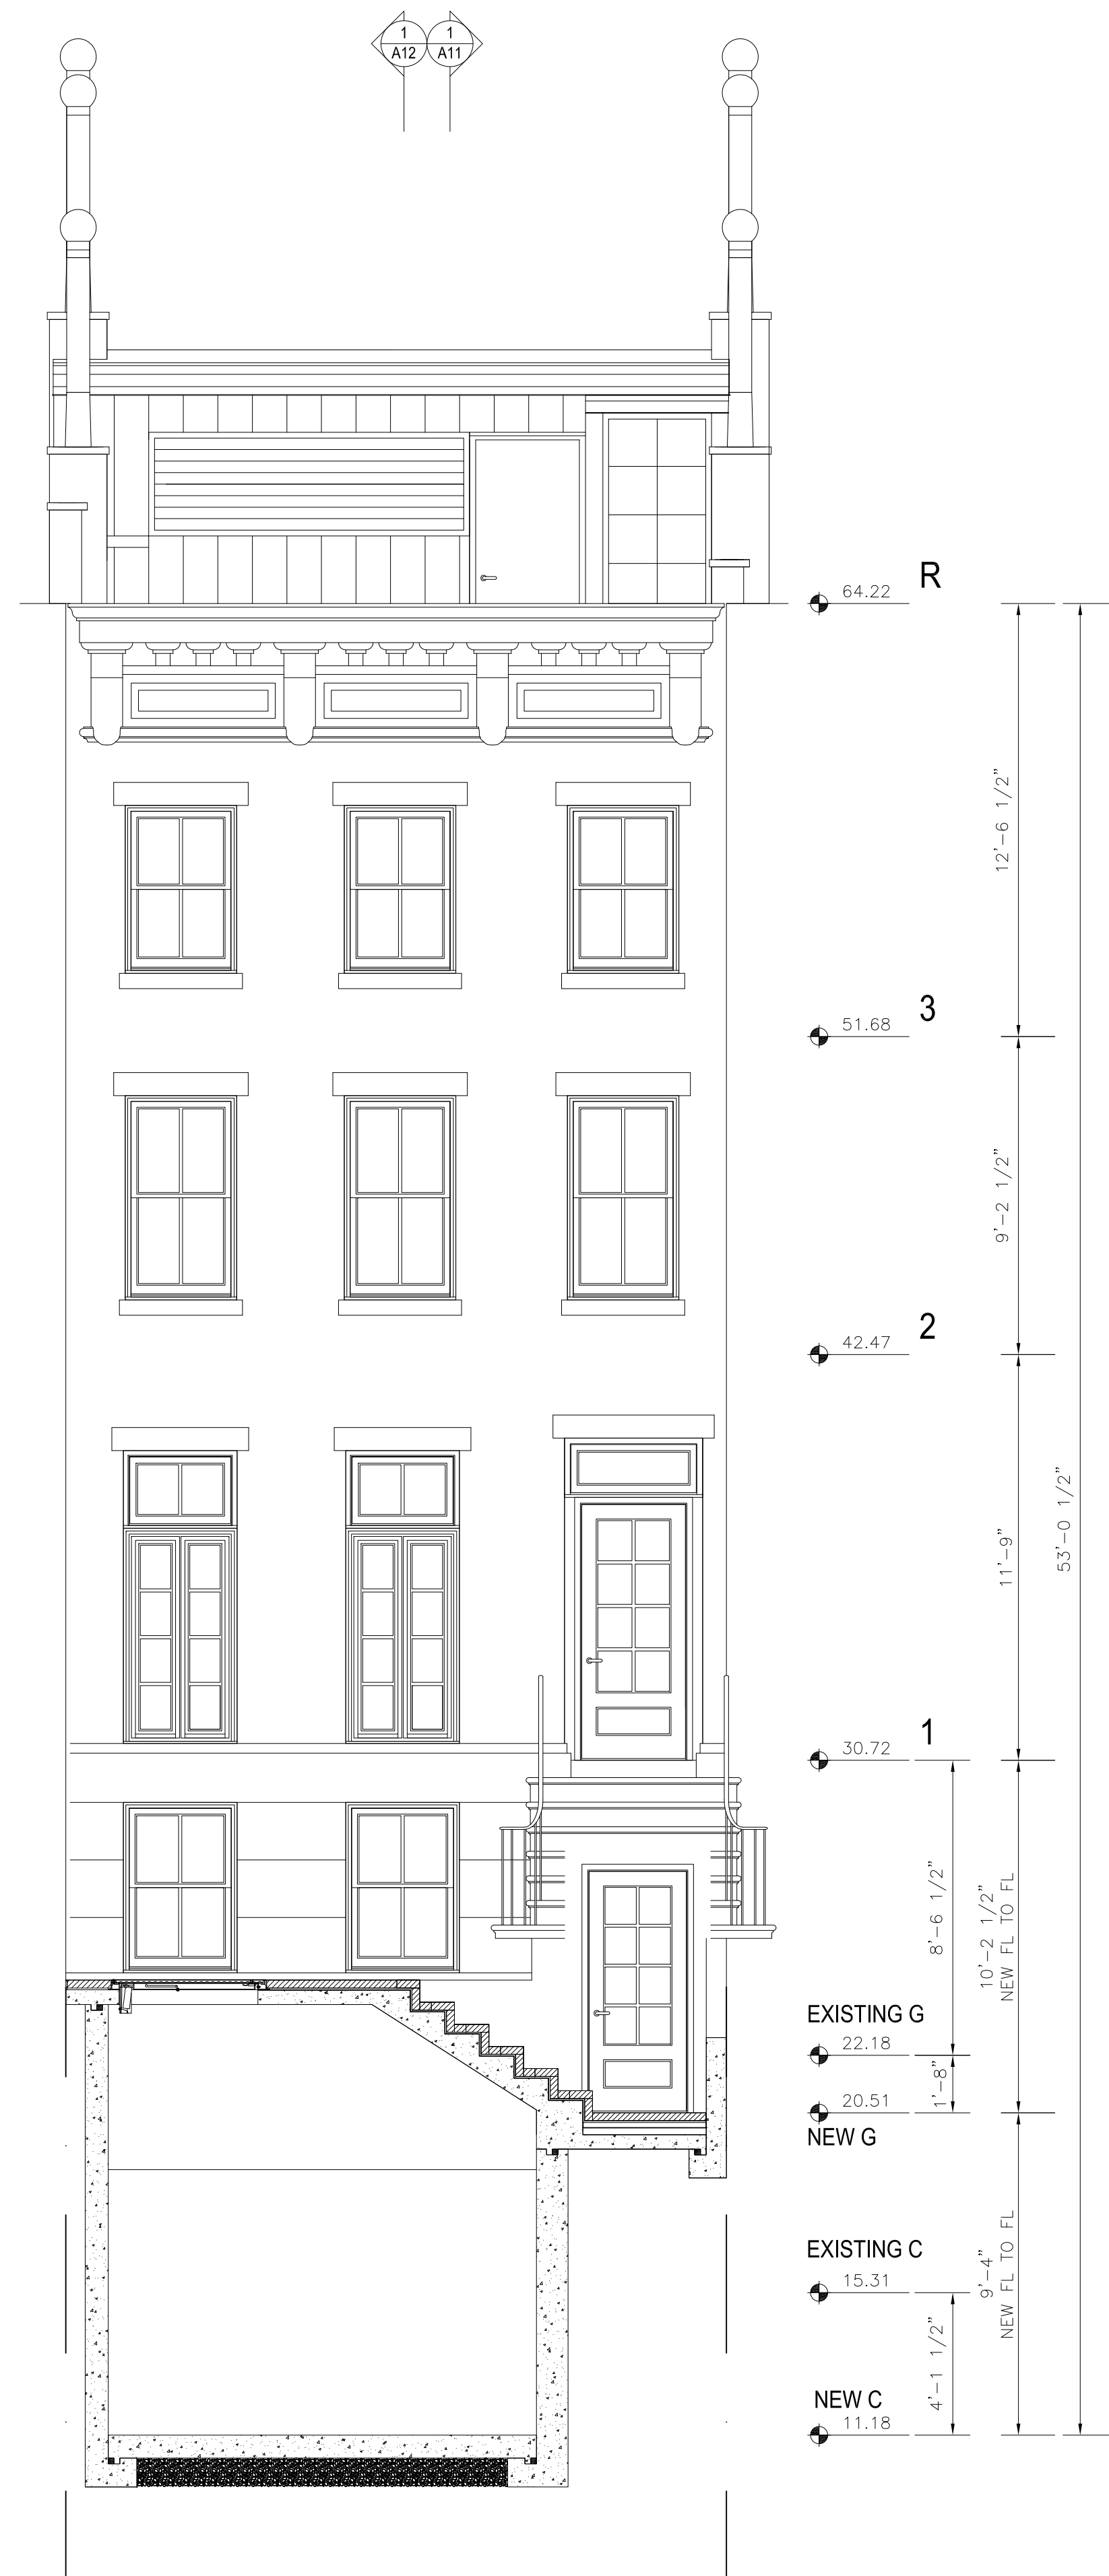 1
A12
1
A11
64.22
R
12'-6 1/2"
51.68
3
9'-2 1/2"
42.47
2
11'-9"
53'-0 1/2"
30.72
1
8'-6 1/2"
10'-2 1/2"
NEW FL TO FL
EXISTING G
22.18
1'-8"
20.51
NEW G
EXISTING C
15.31
9'-4"
NEW FL TO FL
4'-1 1/2"
NEW C
11.18